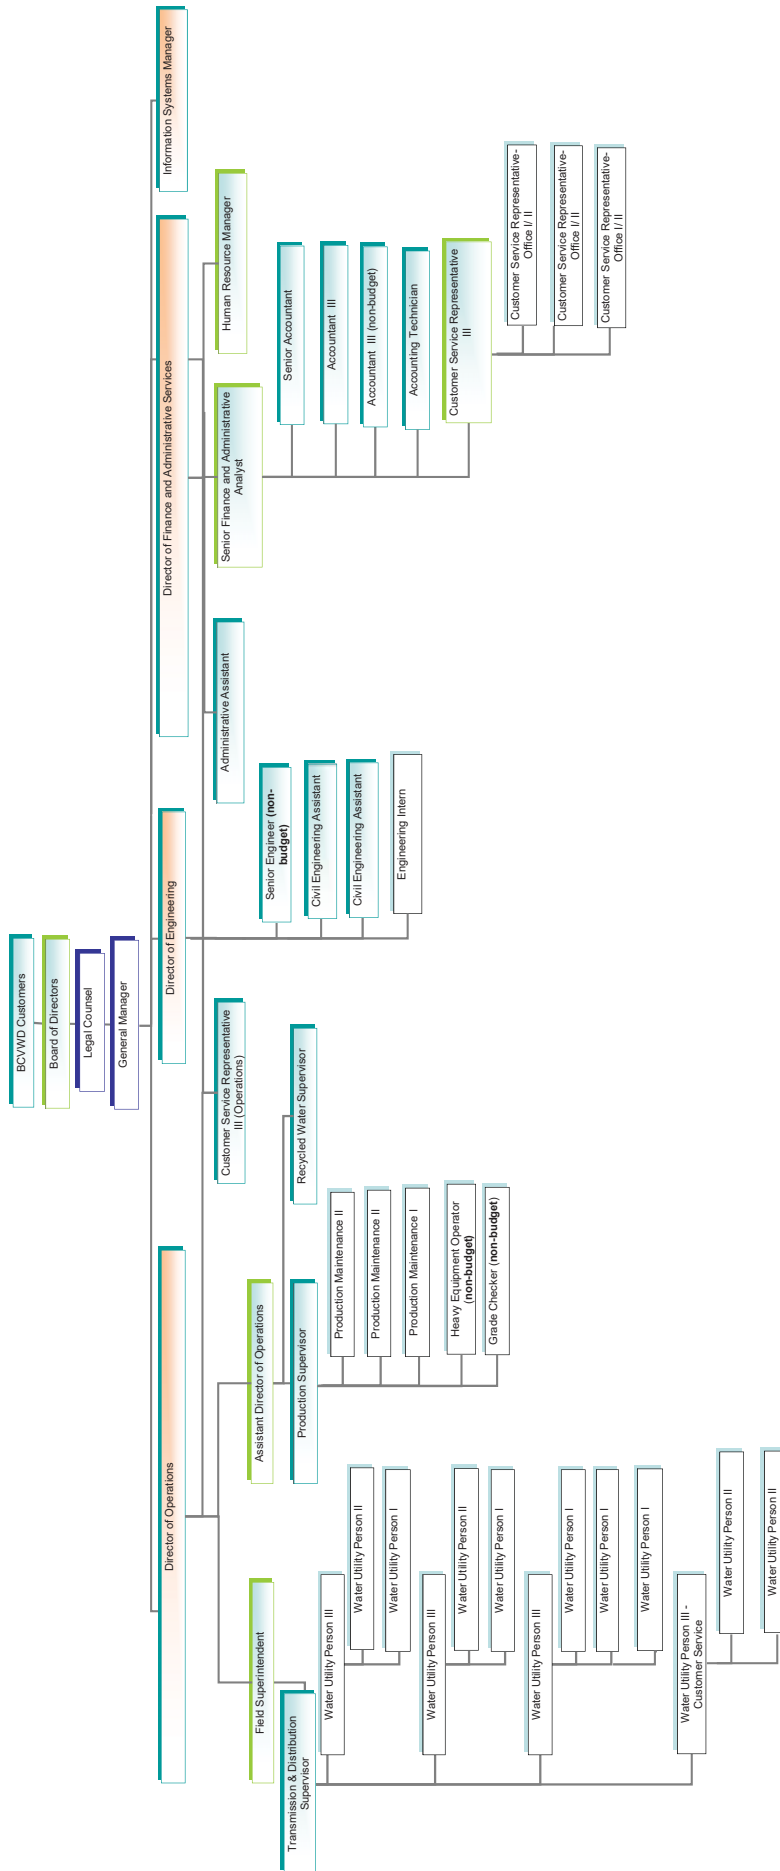 BCVWD Customers
Board of Directors
Legal Counsel
General Manager
Director of Operations
Director of Engineering
Director of Finance and Administrative Services
Information Systems Manager
Customer Service Representative
III (Operations)
Administrative Assistant
Senior Finance and Administrative
Analyst
Human Resource Manager
Field Superintendent
Assistant Director of Operations
Transmission & Distribution
Supervisor
Production Supervisor
Recycled Water Supervisor
Senior Engineer (non-
budget)
Civil Engineering Assistant
Civil Engineering Assistant
Engineering Intern
Senior Accountant
Accountant III
Accountant III (non-budget)
Accounting Technician
Customer Service Representative
III
Customer Service Representative-
Office I/ II
Customer Service Representative-
Office I/ II
Customer Service Representative-
Office I/ II
Production Maintenance II
Production Maintenance II
Production Maintenance I
Heavy Equipment Operator
(non-budget)
Grade Checker (non-budget)
Water Utility Person III
Water Utility Person II
Water Utility Person I
Water Utility Person III
Water Utility Person II
Water Utility Person I
Water Utility Person III
Water Utility Person I
Water Utility Person I
Water Utility Person I
Water Utility Person III -
Customer Service
Water Utility Person II
Water Utility Person II